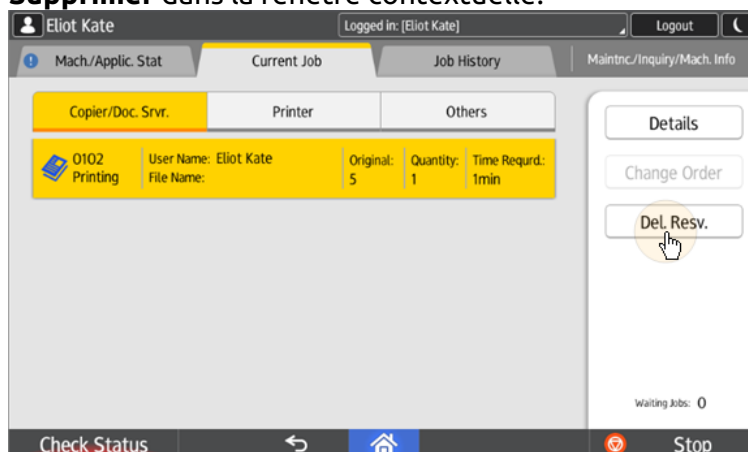 Supprimer dans la fenêtre contextuelle.
Eliot Kate
Logged in: [Eliot Kate]
Logout
Mach./Applic. Stat
Current Job
Job History
Maintnc./Inquiry/Mach. Info
Copier/Doc. Srvr.
Printer
Others
Details
0102
Printing
User Name: Eliot Kate
File Name:
Original:
5
Quantity:
1
Time Requrd.:
1min
Change Order
Del. Resv.
Waiting Jobs: 0
Check Status
Stop